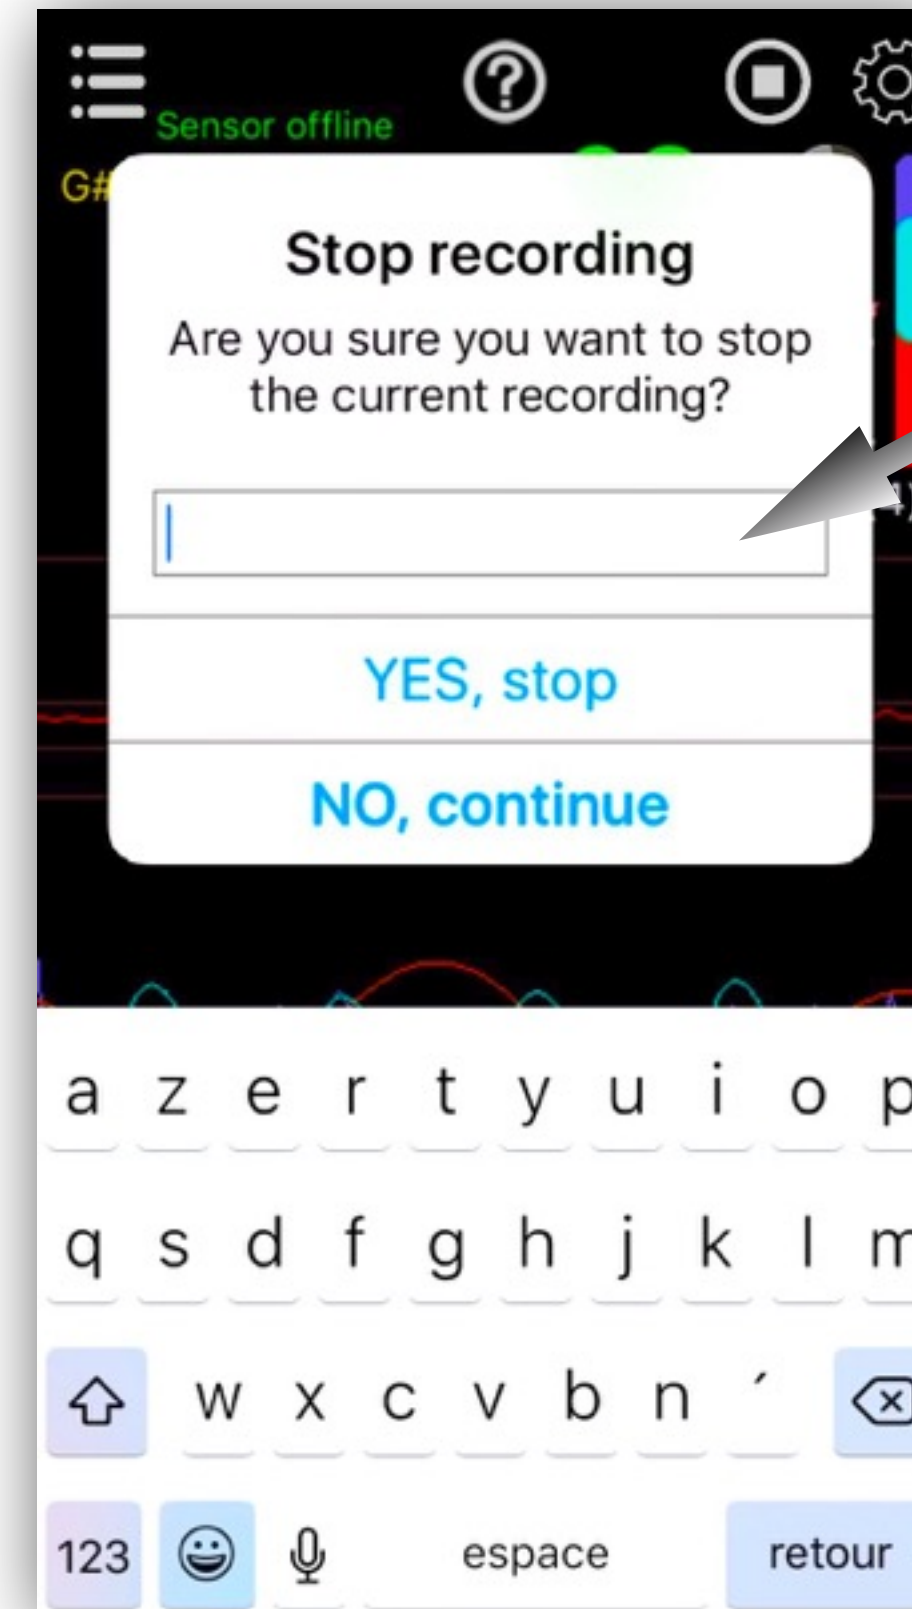 Sensor offline
G#
Stop recording
Are you sure you want to stop
the current recording?
4)
YES, stop
NO, continue
a z e r t y u i o p
q s d f g h j k l m
w x c v b n ´
123 espace retour